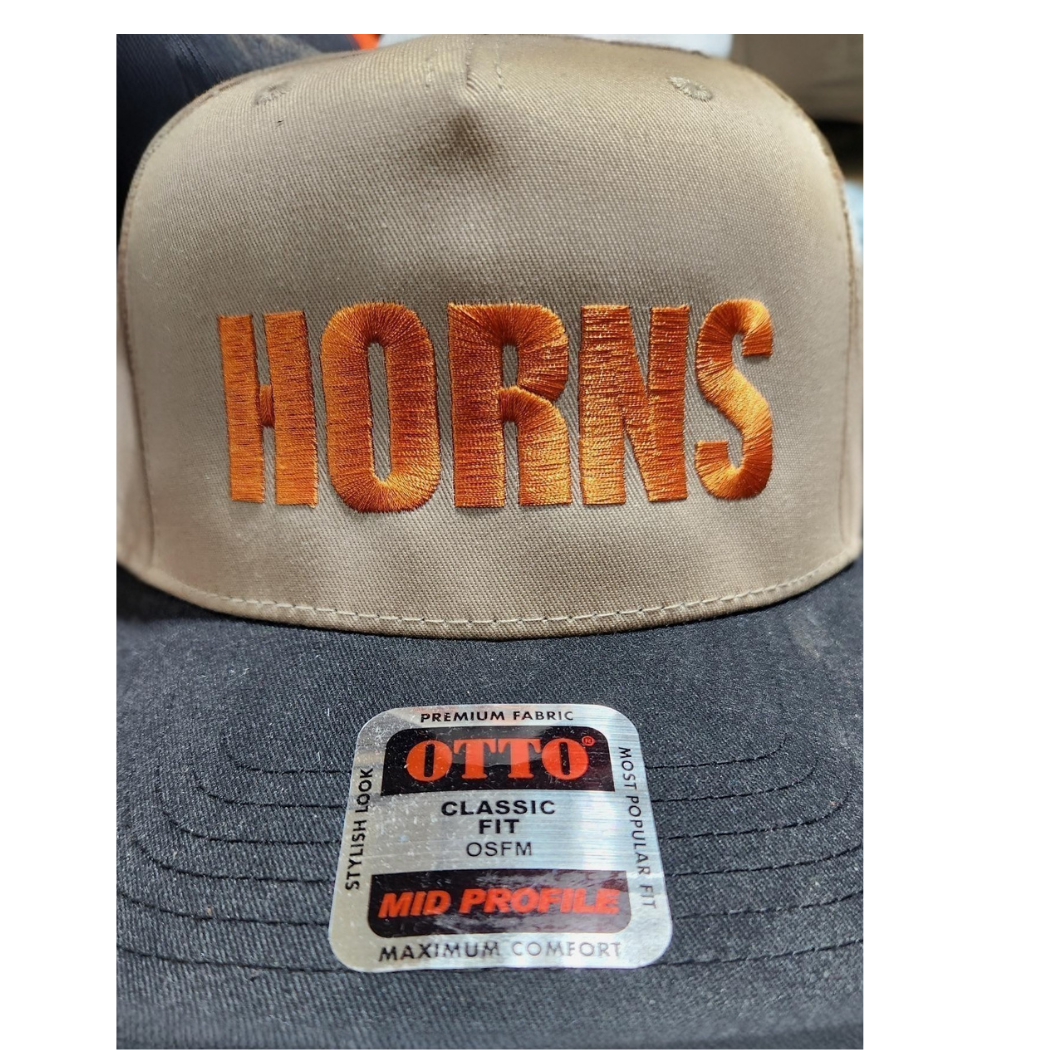 HORNS
PREMIUM FABRIC
OTTO®
STYLISH LOOK
MOST POPULAR FIT
CLASSIC
FIT
OSFM
MID PROFILE
MAXIMUM COMFORT